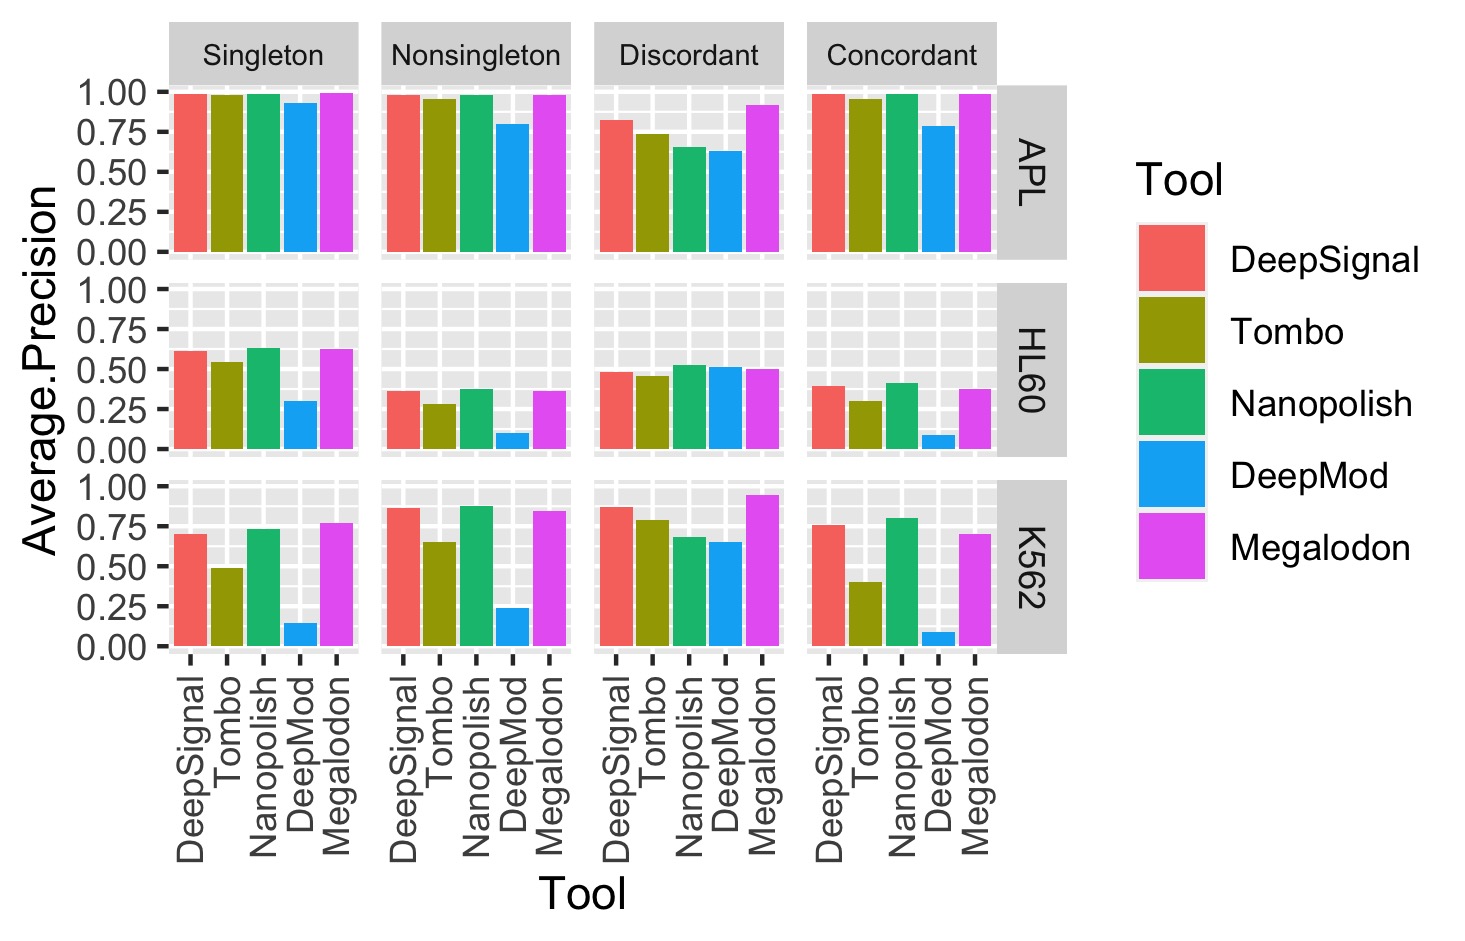 Singleton Nonsingleton Discordant Concordant
1.00
0.75
0.50
0.25
0.00
APL
1.00
0.75
0.50
0.25
0.00
HL60
1.00
0.75
0.50
0.25
0.00
K562
Average.Precision
DeepSignal Tombo Nanopolish DeepMod Megalodon DeepSignal Tombo Nanopolish DeepMod Megalodon DeepSignal Tombo Nanopolish DeepMod Megalodon DeepSignal Tombo Nanopolish DeepMod Megalodon
Tool
Tool
DeepSignal
Tombo
Nanopolish
DeepMod
Megalodon